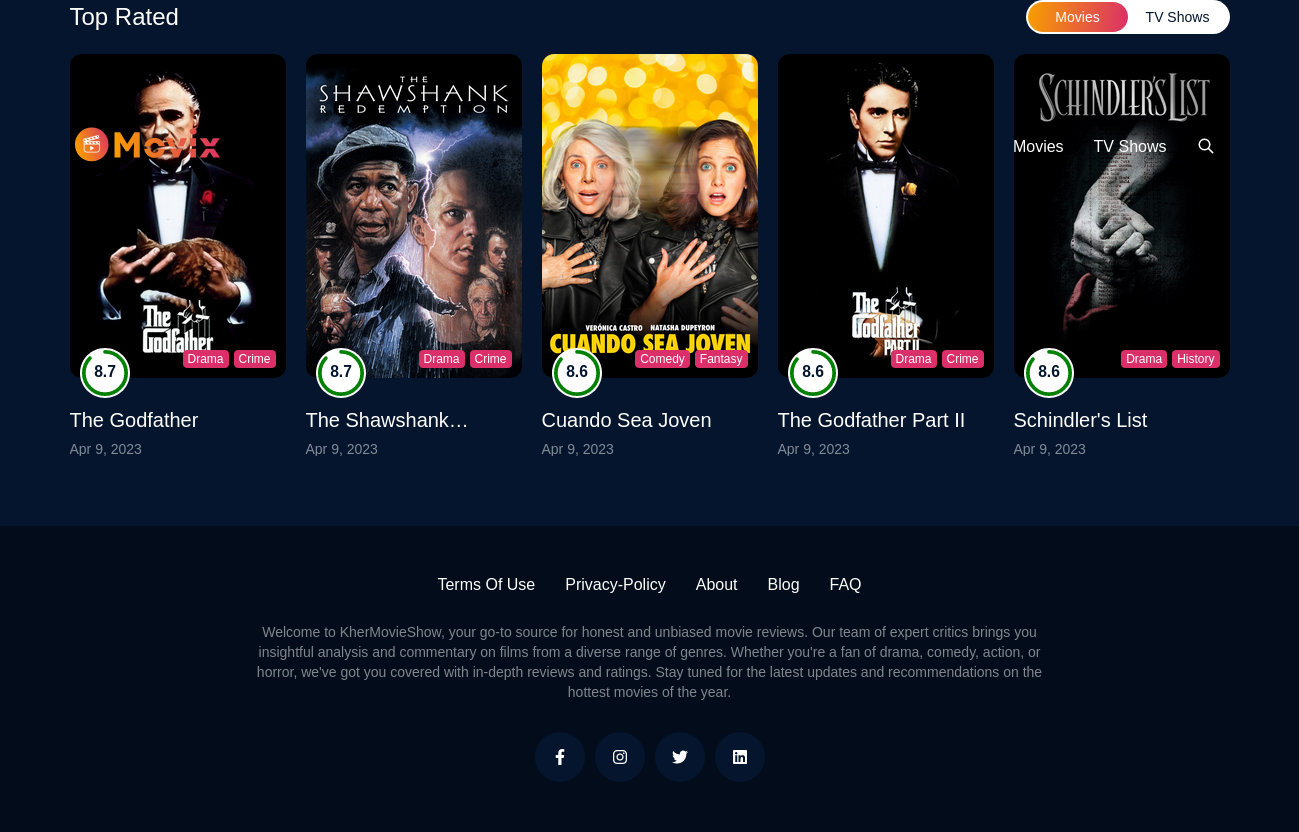 Top Rated
Movies
TV Shows
THE
SHAWSHANK
REDEMPTION
SCHINDLER'S LIST
Movix
Movies
TV Shows
The
Godfather
VERÓNICA CASTRO NATASHA DUPEYRON
CUANDO SEA JOVEN
The
Godfather
PART II
8.7
Drama
Crime
8.7
Drama
Crime
8.6
Comedy
Fantasy
8.6
Drama
Crime
8.6
Drama
History
The Godfather
Apr 9, 2023
The Shawshank…
Apr 9, 2023
Cuando Sea Joven
Apr 9, 2023
The Godfather Part II
Apr 9, 2023
Schindler's List
Apr 9, 2023
Terms Of Use
Privacy-Policy
About
Blog
FAQ
Welcome to KherMovieShow, your go-to source for honest and unbiased movie reviews. Our team of expert critics brings you
insightful analysis and commentary on films from a diverse range of genres. Whether you're a fan of drama, comedy, action, or
horror, we've got you covered with in-depth reviews and ratings. Stay tuned for the latest updates and recommendations on the
hottest movies of the year.